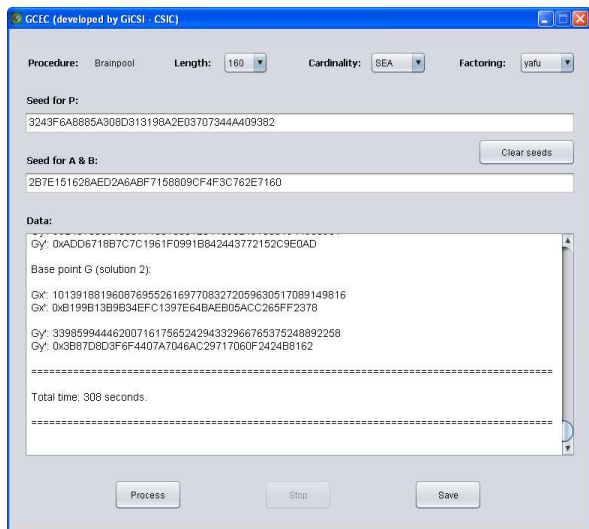 GCEC (developed by GiCSI - CSIC)
Procedure: Brainpool Length: 160 Cardinality: SEA Factoring: yafu
Seed for P:
3243F6A8885A308D313198A2E03707344A409382
Clear seeds
Seed for A & B:
2B7E151628AED2A6ABF7158809CF4F3C762E7160
Data:
Gy': 0xADD6718B7C7C1961F0991B842443772152C9E0AD
Base point G (solution 2):
Gx': 1013918819608769552616977083272059630517089149816
Gx': 0xB199B13B9B34EFC1397E64BAEB05ACC265FF2378
Gy': 339859944462007161756524294332966765375248892258
Gy': 0x3B87D8D3F6F4407A7046AC29717060F2424B8162
Total time: 308 seconds.
Process Stop Save